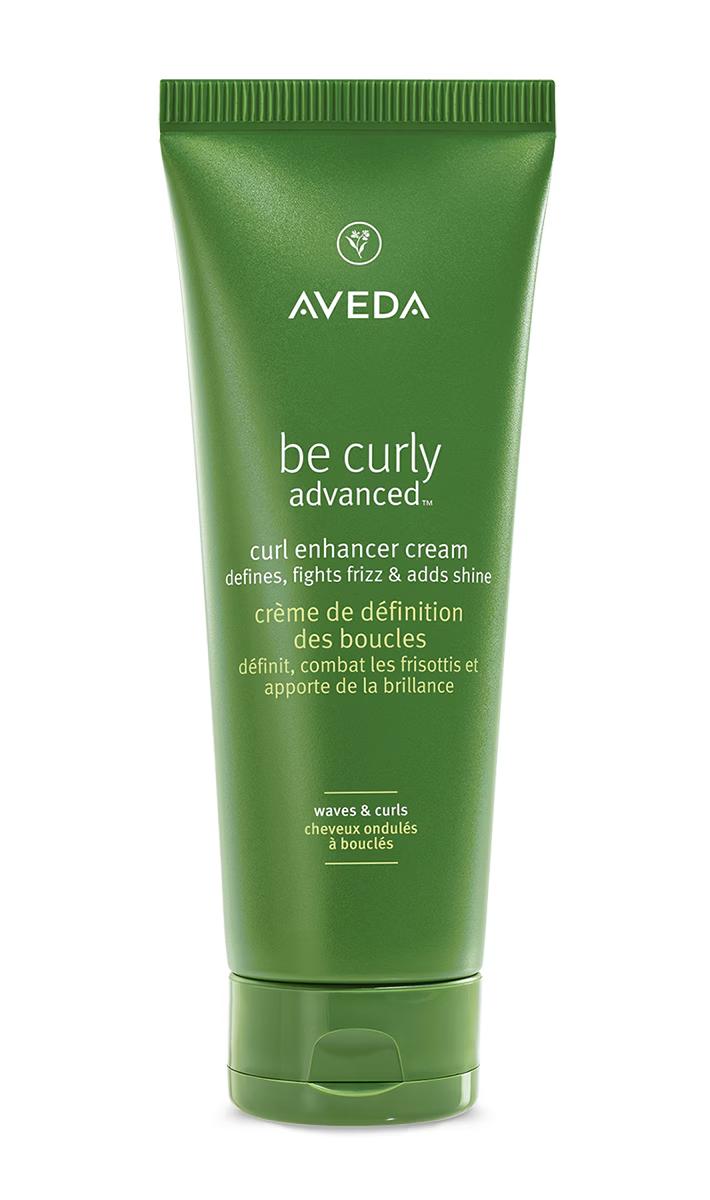 AVEDA
be curly
advanced™
curl enhancer cream
defines, fights frizz & adds shine
crème de définition
des boucles
définit, combat les frisottis et
apporte de la brillance
waves & curls
cheveux ondulés
à bouclés